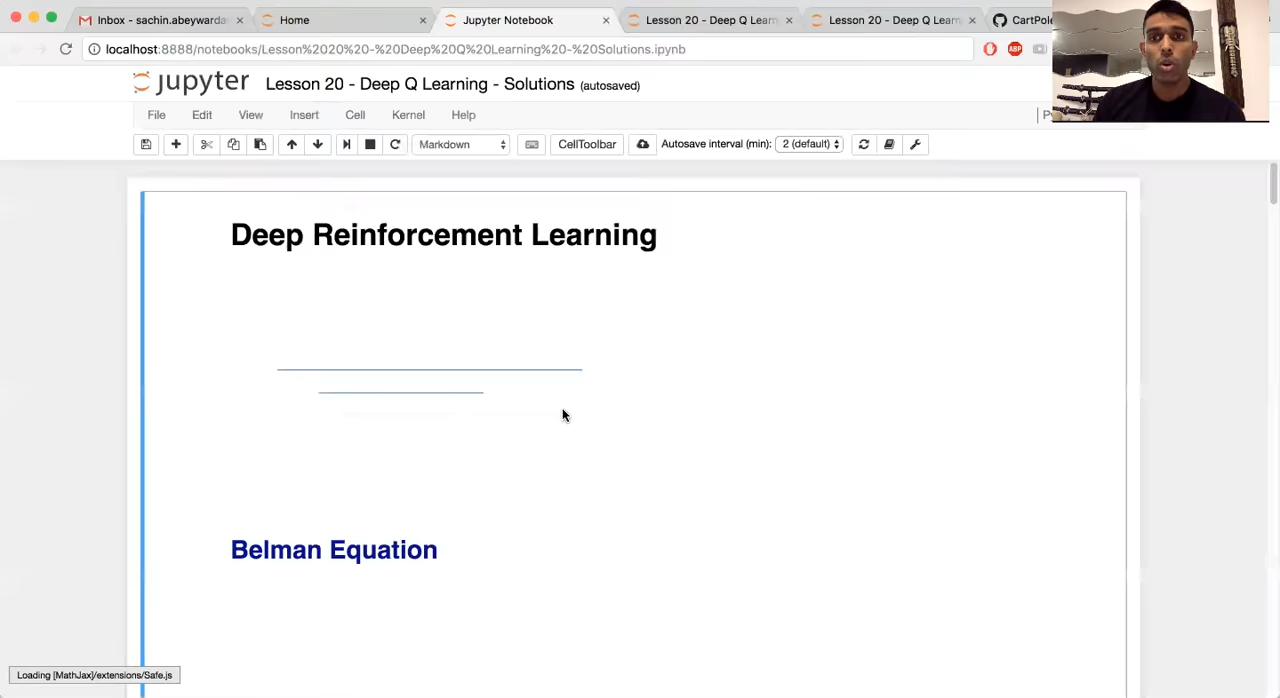 Inbox - sachin.abeywarda
Home
Jupyter Notebook
Lesson 20 - Deep Q Learn
Lesson 20 - Deep Q Learn
CartPole
localhost:8888/notebooks/Lesson%2020%20-%20Deep%20Q%20Learning%20-%20Solutions.ipynb
ABP
jupyter
Lesson 20 - Deep Q Learning - Solutions (autosaved)
File
Edit
View
Insert
Cell
Kernel
Help
Markdown
CellToolbar
Autosave interval (min):
2 (default)
Deep Reinforcement Learning
Belman Equation
Loading [MathJax]/extensions/Safe.js